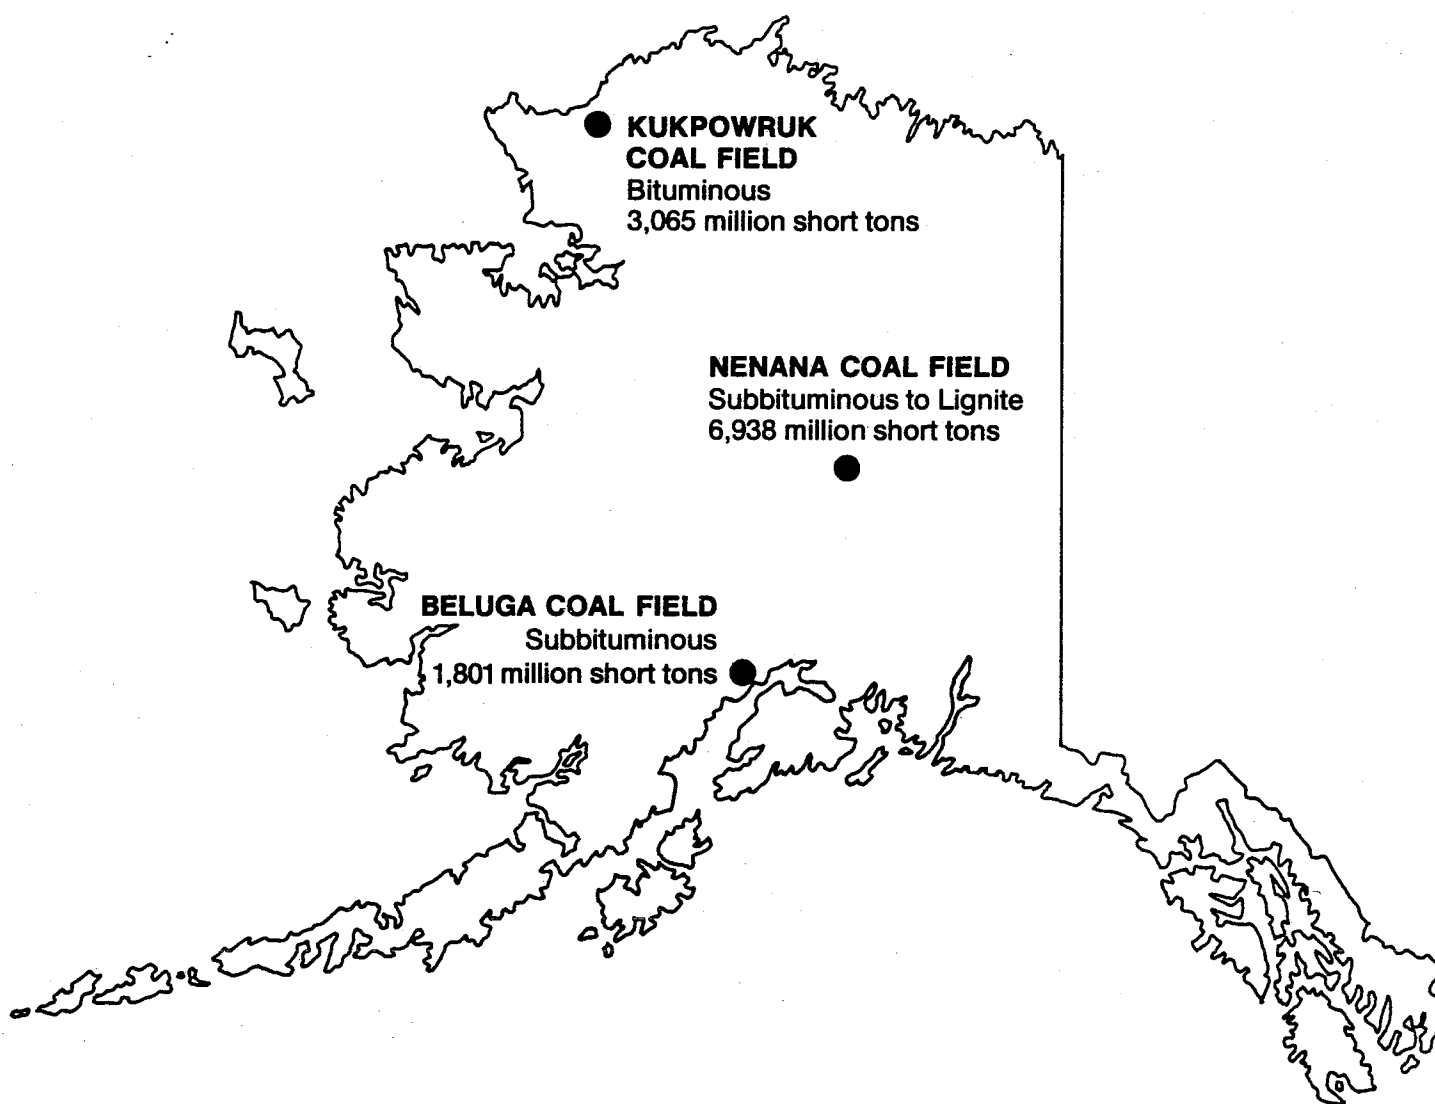 KUKPOWRUK
COAL FIELD
Bituminous
3,065 million short tons
NENANA COAL FIELD
Subbituminous to Lignite
6,938 million short tons
BELUGA COAL FIELD
Subbituminous
1,801 million short tons